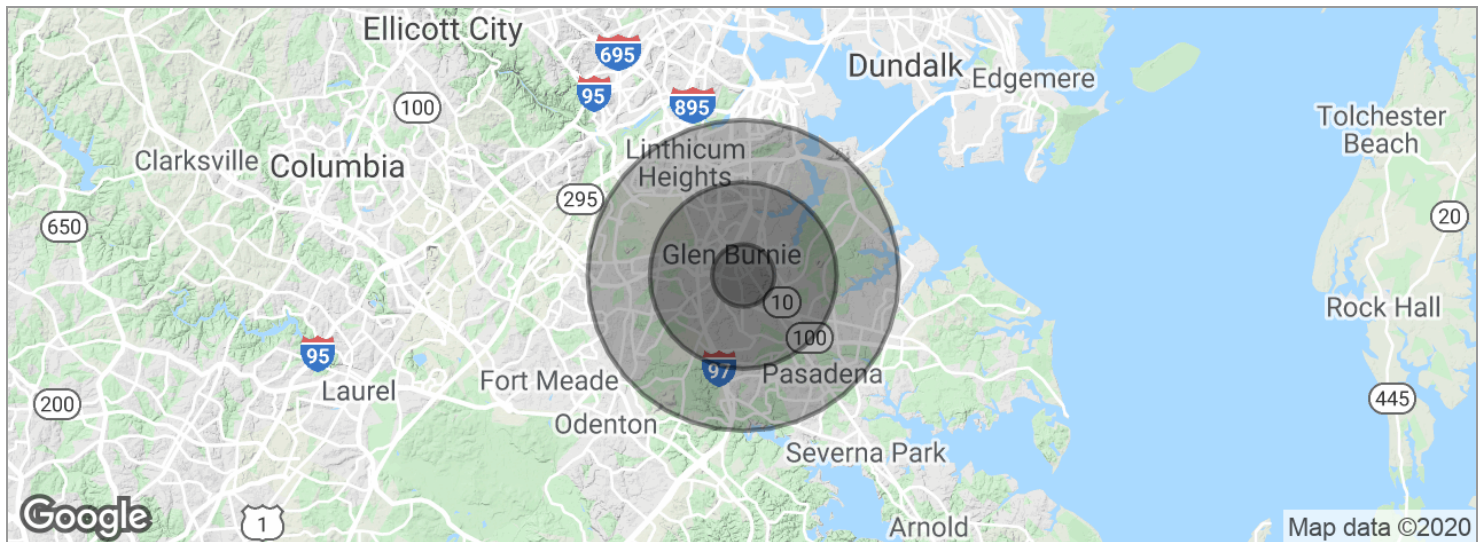 Ellicott City
695
Dundalk
Edgemere
95
100
895
Tolchester
Beach
Linthicum
Heights
Clarksville
Columbia
295
20
650
Glen Burnie
10
Rock Hall
100
95
97
Pasadena
Fort Meade
Laurel
445
200
Odenton
Severna Park
Google
1
Arnold
Map data ©2020